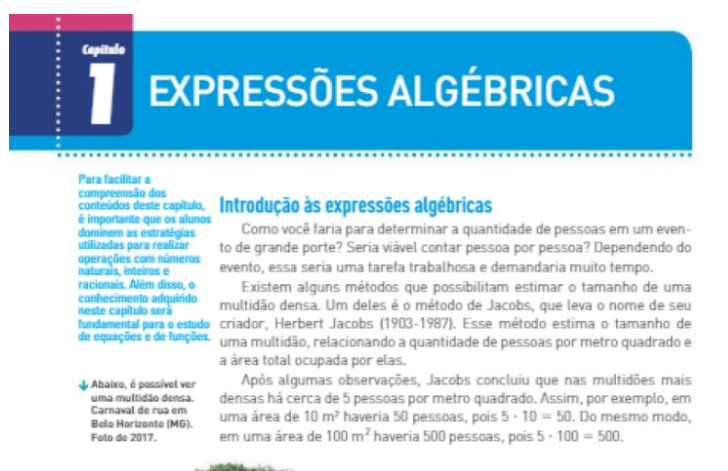 Capítulo
1
EXPRESSÕES ALGÉBRICAS
Para facilitar a
compreensão dos
conteúdos deste capítulo,
é importante que os alunos
dominem as estratégias
utilizadas para realizar
operações com números
naturais, inteiros e
racionais. Além disso, o
conhecimento adquirido
neste capítulo será
fundamental para o estudo
de equações e de funções.
Abaixo, é possível ver
uma multidão densa.
Carnaval de rua em
Belo Horizonte (MG).
Foto de 2017.
Introdução às expressões algébricas
Como você faria para determinar a quantidade de pessoas em um even-
to de grande porte? Seria viável contar pessoa por pessoa? Dependendo do
evento, essa seria uma tarefa trabalhosa e demandaria muito tempo.
Existem alguns métodos que possibilitam estimar o tamanho de uma
multidão densa. Um deles é o método de Jacobs, que leva o nome de seu
criador, Herbert Jacobs (1903-1987). Esse método estima o tamanho de
uma multidão, relacionando a quantidade de pessoas por metro quadrado e
a área total ocupada por elas.
Após algumas observações, Jacobs concluiu que nas multidões mais
densas há cerca de 5 pessoas por metro quadrado. Assim, por exemplo, em
uma área de 10 m² haveria 50 pessoas, pois 5 · 10 = 50. Do mesmo modo,
em uma área de 100 m² haveria 500 pessoas, pois 5 · 100 = 500.